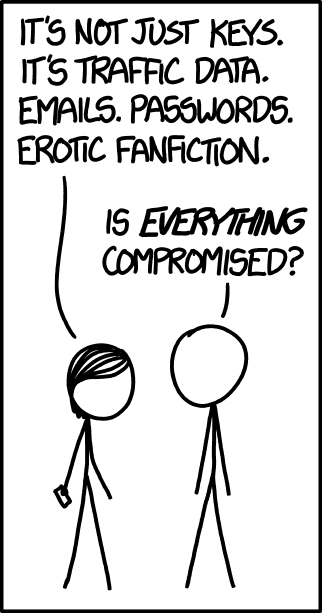 IT'S NOT JUST KEYS.
IT'S TRAFFIC DATA.
EMAILS. PASSWORDS.
EROTIC FANFICTION.
IS EVERYTHING
COMPROMISED?